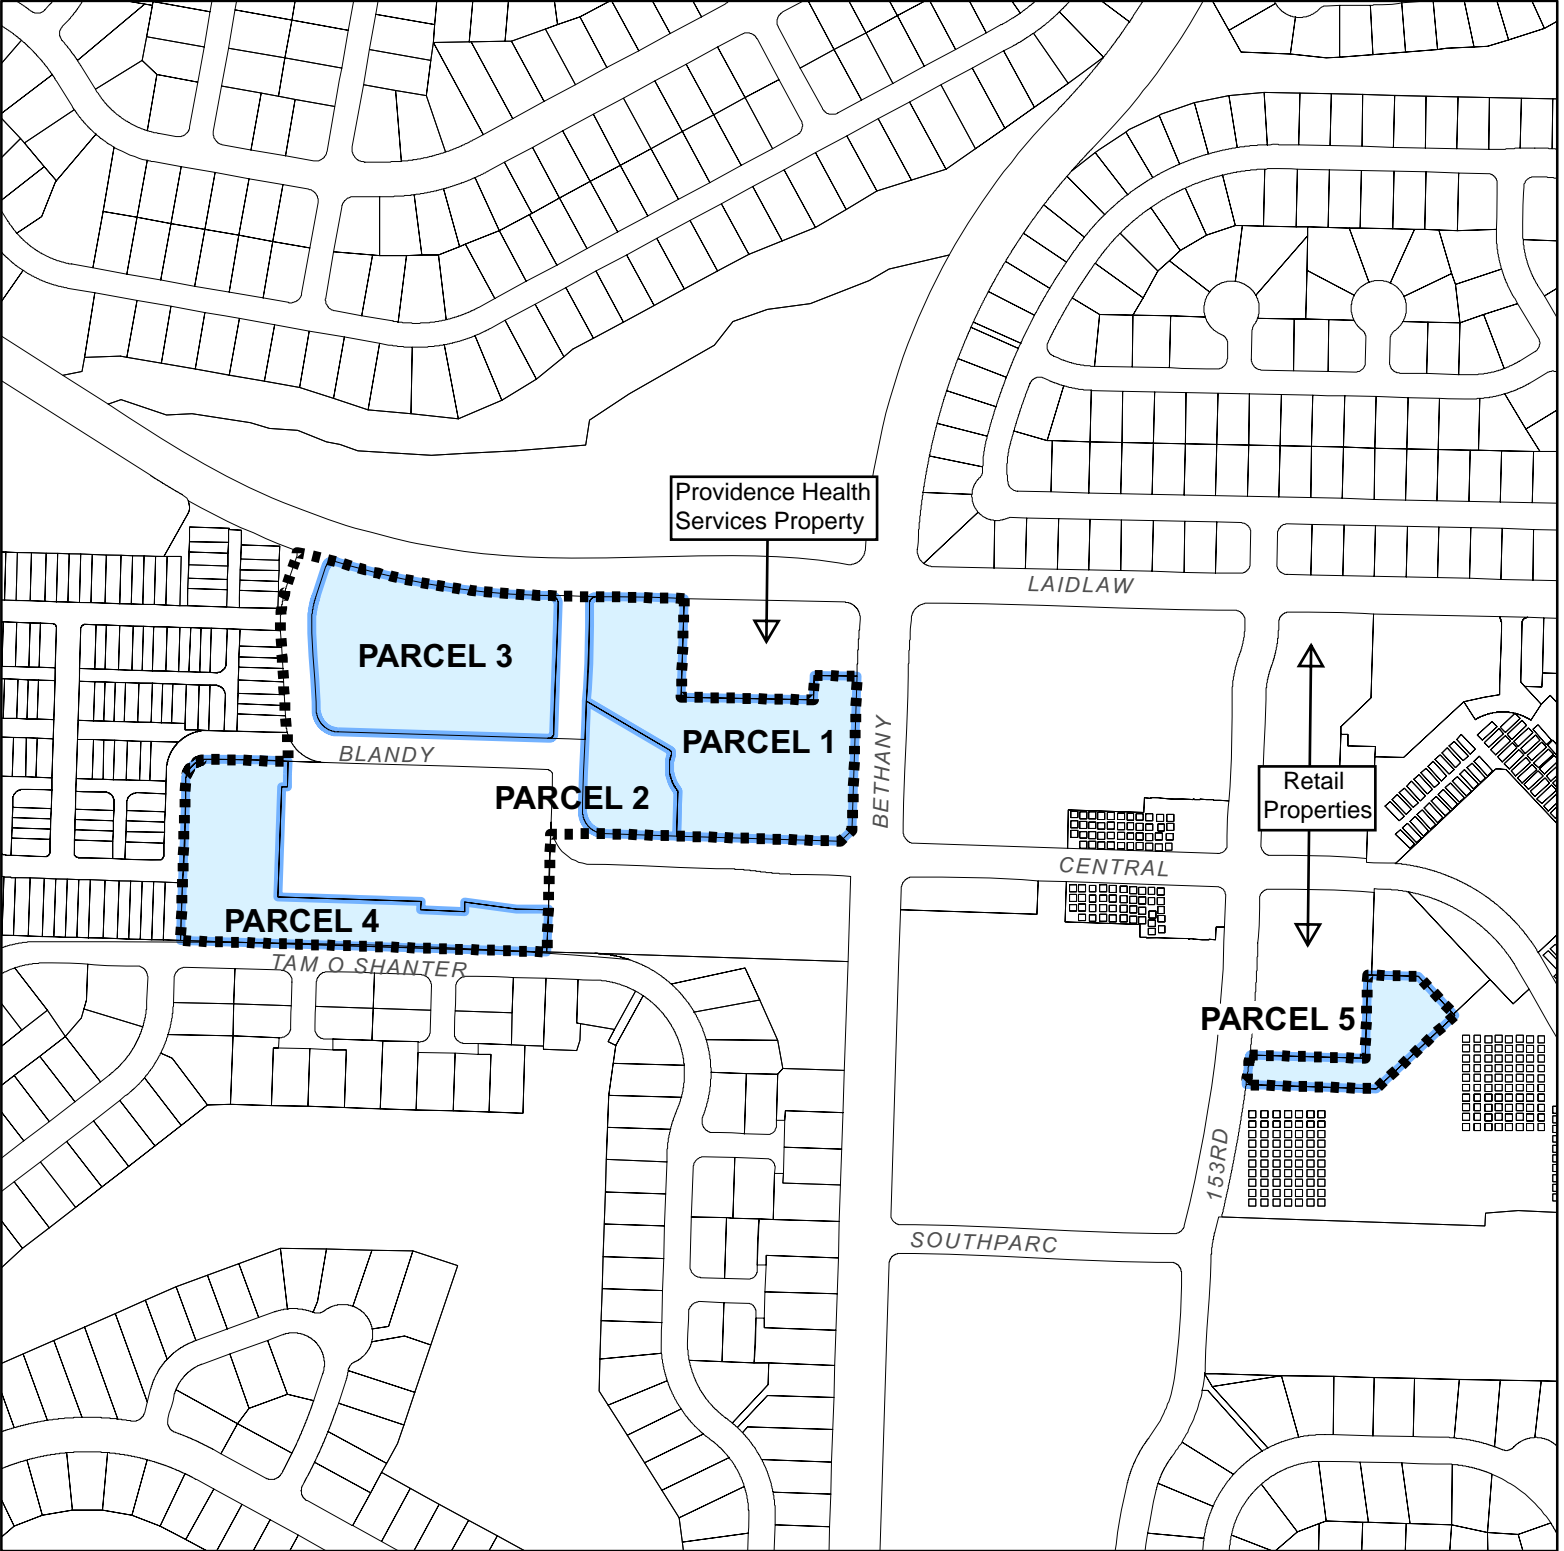 Providence Health
Services Property
LAIDLAW
PARCEL 3
PARCEL 1
BLANDY
BETHANY
PARCEL 2
Retail
Properties
CENTRAL
PARCEL 4
TAM O SHANTER
PARCEL 5
153RD
SOUTHPARC